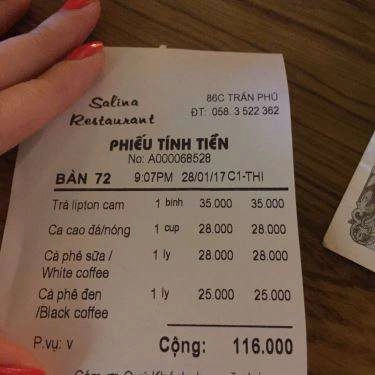 Salina 86C TRẦN PHÚ
Restaurant ĐT: 058. 3 522 362
PHIẾU TÍNH TIỀN
No: A000068528
BÀN 72 9:07PM 28/01/17 C1-THI
Trà lipton cam 1 bình 35.000 35.000
Ca cao đá/nóng 1 cup 28.000 28.000
Cà phê sữa / 1 ly 28.000 28.000
White coffee
Cà phê đen 1 ly 25.000 25.000
/Black coffee
P.vụ: v Cộng: 116.000